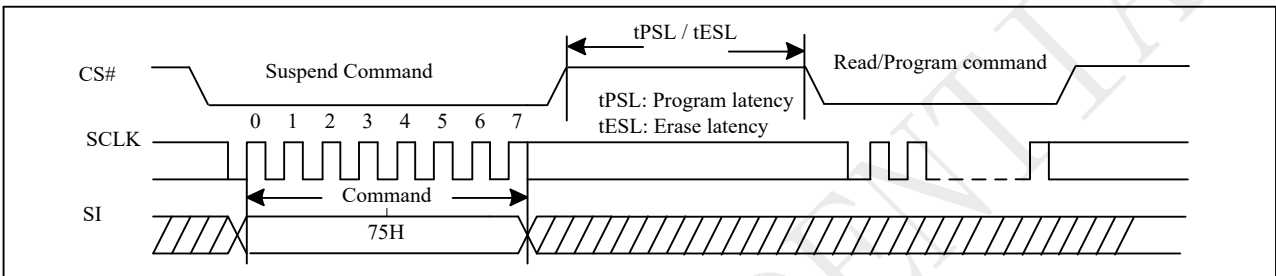 tPSL / tESL
CS# Suspend Command Read/Program command
tPSL: Program latency
tESL: Erase latency
0 1 2 3 4 5 6 7
SCLK
Command
SI
75H